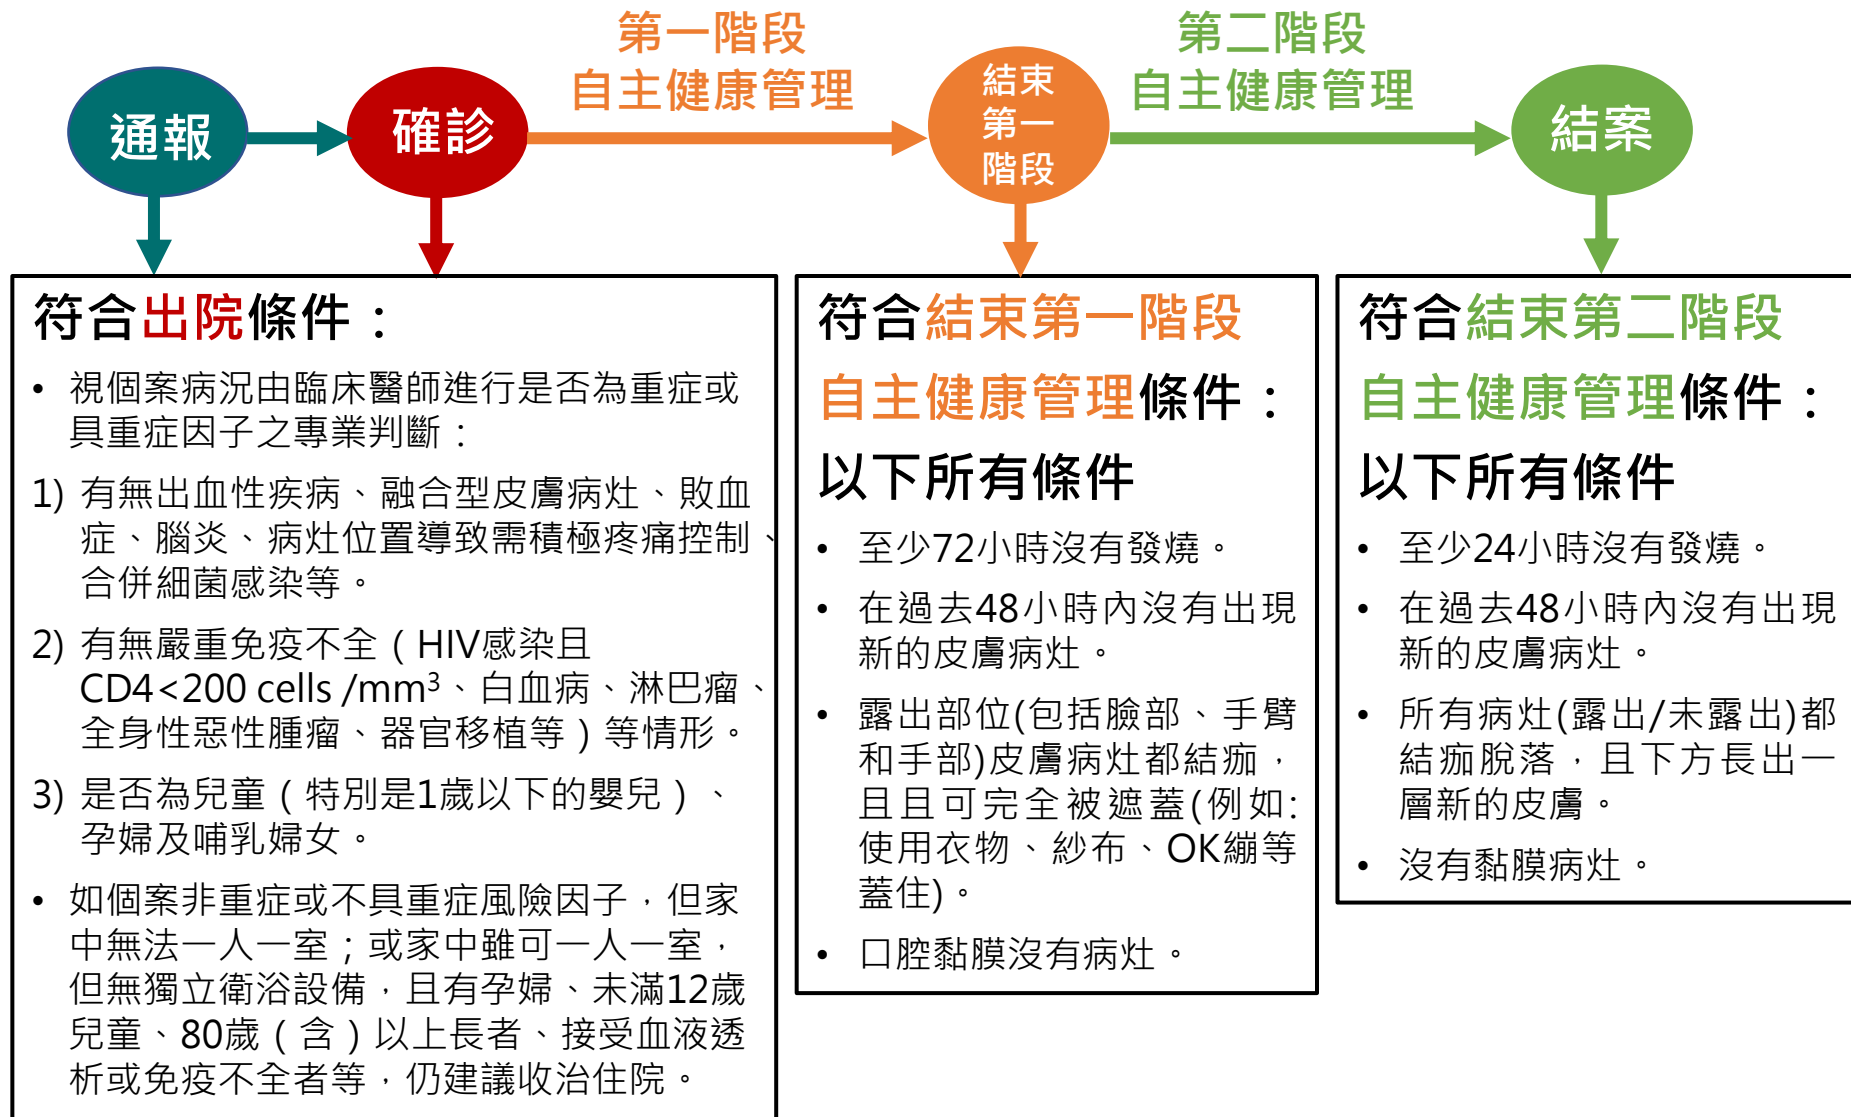 第一階段
自主健康管理
第二階段
自主健康管理
通報
確診
結束
第一
階段
結案
符合出院條件：
• 視個案病況由臨床醫師進行是否為重症或
具重症因子之專業判斷：
1) 有無出血性疾病、融合型皮膚病灶、敗血
症、腦炎、病灶位置導致需積極疼痛控制、
合併細菌感染等。
2) 有無嚴重免疫不全（HIV感染且
CD4<200 cells /mm³、白血病、淋巴瘤、
全身性惡性腫瘤、器官移植等）等情形。
3) 是否為兒童（特別是1歲以下的嬰兒）、
孕婦及哺乳婦女。
• 如個案非重症或不具重症風險因子，但家
中無法一人一室；或家中雖可一人一室，
但無獨立衛浴設備，且有孕婦、未滿12歲
兒童、80歲（含）以上長者、接受血液透
析或免疫不全者等，仍建議收治住院。
符合結束第一階段
自主健康管理條件：
以下所有條件
• 至少72小時沒有發燒。
• 在過去48小時內沒有出現
新的皮膚病灶。
• 露出部位(包括臉部、手臂
和手部)皮膚病灶都結痂，
且且可完全被遮蓋(例如:
使用衣物、紗布、OK繃等
蓋住)。
• 口腔黏膜沒有病灶。
符合結束第二階段
自主健康管理條件：
以下所有條件
• 至少24小時沒有發燒。
• 在過去48小時內沒有出現
新的皮膚病灶。
• 所有病灶(露出/未露出)都
結痂脫落，且下方長出一
層新的皮膚。
• 沒有黏膜病灶。